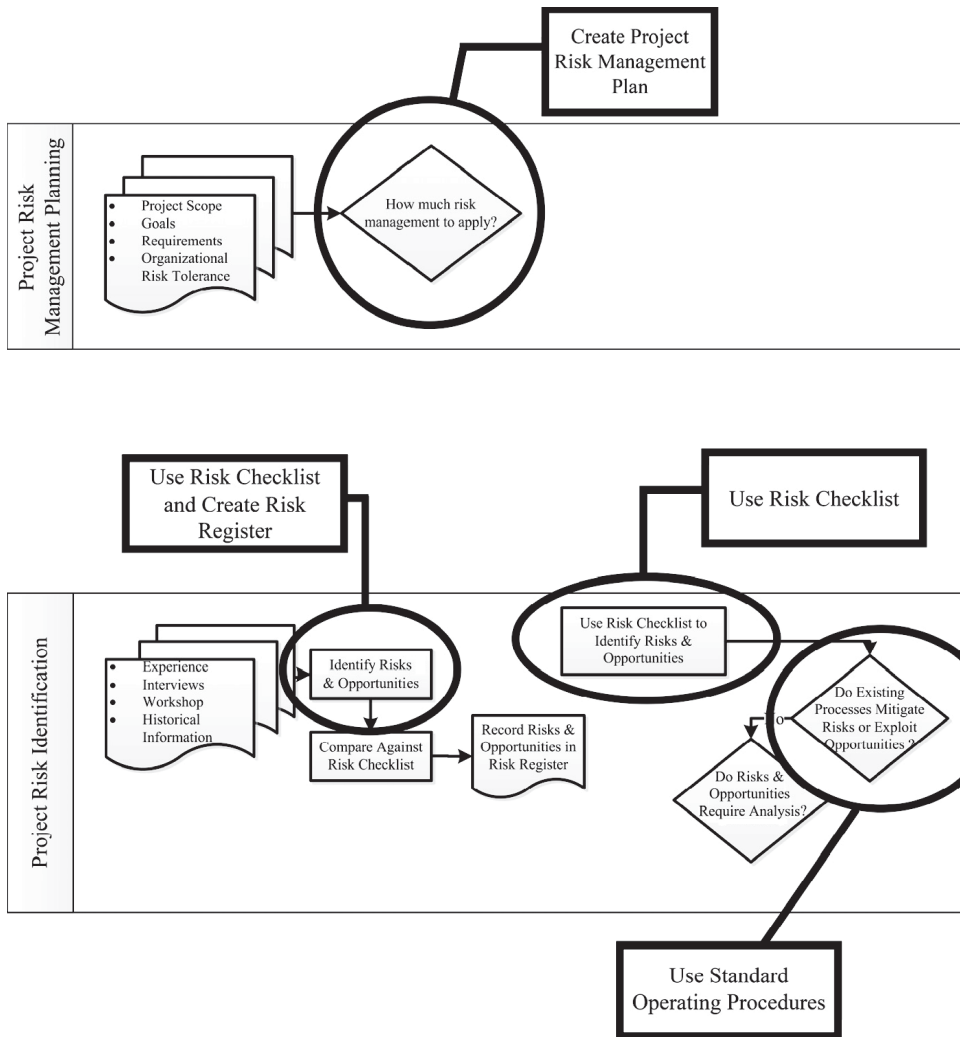 Create Project
Risk Management
Plan
Project Risk
Management Planning
• Project Scope
• Goals
• Requirements
• Organizational
Risk Tolerance
How much risk
management to apply?
Use Risk Checklist
and Create Risk
Register
Use Risk Checklist
Project Risk Identification
• Experience
• Interviews
• Workshop
• Historical
Information
Identify Risks
& Opportunities
Compare Against
Risk Checklist
Record Risks &
Opportunities in
Risk Register
Use Risk Checklist to
Identify Risks &
Opportunities
Do Existing
Processes Mitigate
Risks or Exploit
Opportunities ?
No
Do Risks &
Opportunities
Require Analysis?
Use Standard
Operating Procedures